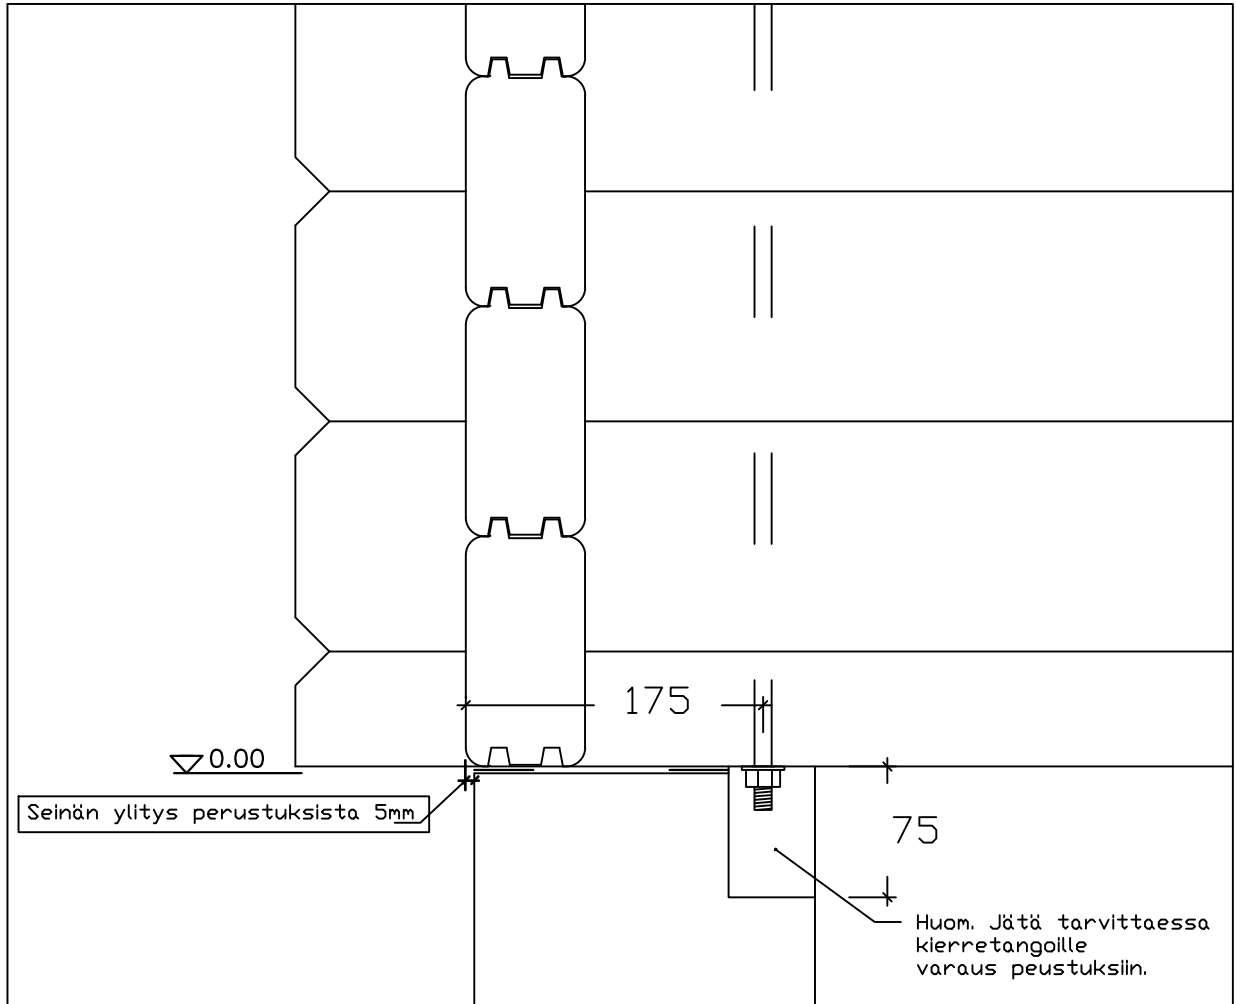 175
0.00
Seinän ylitys perustuksista 5mm
75
Huom. Jätä tarvittaessa
kierretangoille
varaus peustuksiin.